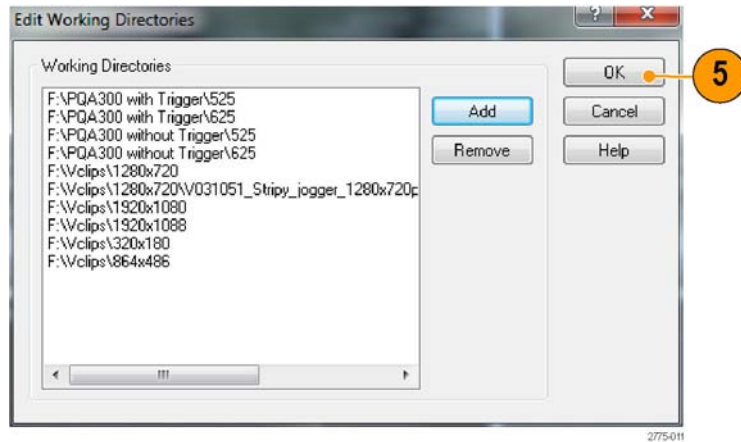 Edit Working Directories
Working Directories
F:\PQA300 with Trigger\525
F:\PQA300 with Trigger\625
F:\PQA300 without Trigger\525
F:\PQA300 without Trigger\625
F:\Vclips\1280x720
F:\Vclips\1280x720\V031051_Stripy_jogger_1280x720p
F:\Vclips\1920x1080
F:\Vclips\1920x1088
F:\Vclips\320x180
F:\Vclips\864x486
Add
Remove
OK
Cancel
Help
5
2775-011